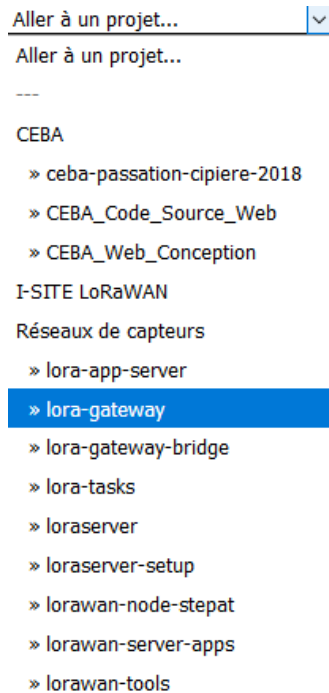 Aller à un projet...
Aller à un projet...
---
CEBA
» ceba-passation-cipiere-2018
» CEBA_Code_Source_Web
» CEBA_Web_Conception
I-SITE LoRaWAN
Réseaux de capteurs
» lora-app-server
» lora-gateway
» lora-gateway-bridge
» lora-tasks
» loraserver
» loraserver-setup
» lorawan-node-stepat
» lorawan-server-apps
» lorawan-tools